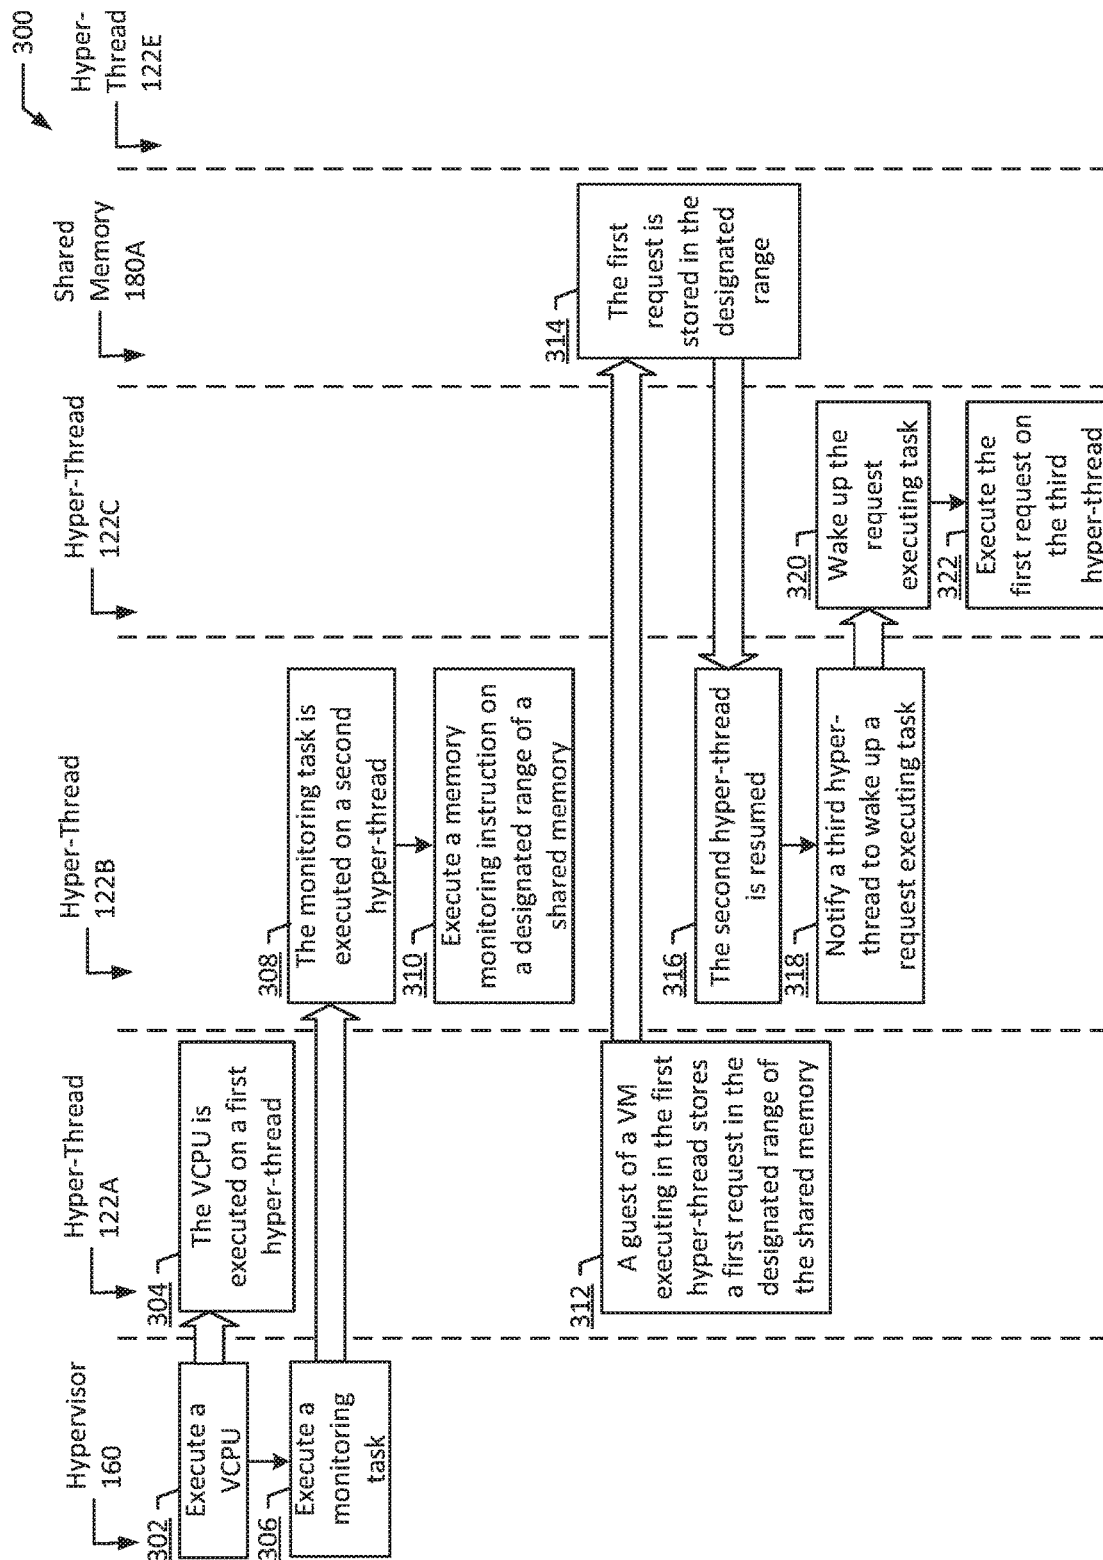 300
Hypervisor
160
Hyper-Thread
122A
Hyper-Thread
122B
Hyper-Thread
122C
Shared
Memory
180A
Hyper-
Thread
122E
302
Execute a
VCPU
304
The VCPU is
executed on a first
hyper-thread
306
Execute a
monitoring
task
308
The monitoring task is
executed on a second
hyper-thread
310
Execute a memory
monitoring instruction on
a designated range of a
shared memory
312
A guest of a VM
executing in the first
hyper-thread stores
a first request in the
designated range of
the shared memory
314
The first
request is
stored in the
designated
range
316
The second hyper-thread
is resumed
318
Notify a third hyper-
thread to wake up a
request executing task
320
Wake up the
request
executing task
322
Execute the
first request on
the third
hyper-thread